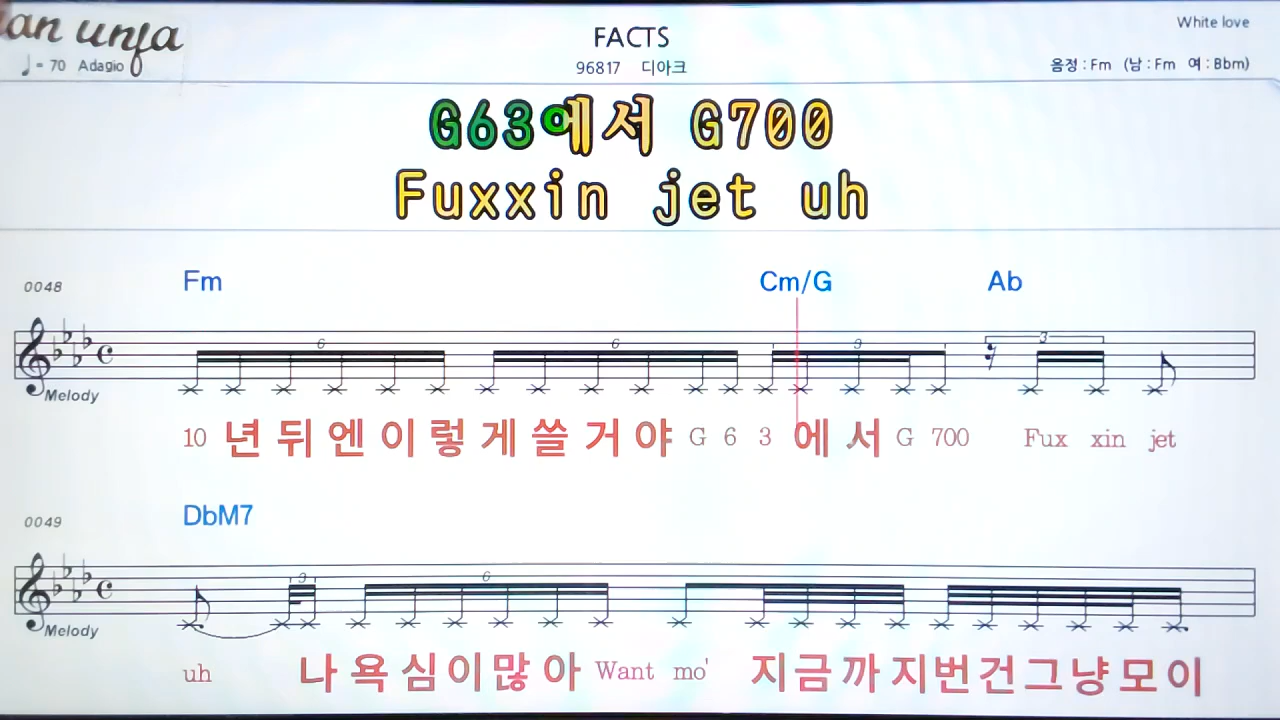 an unfa
White love
FACTS
♩ = 70 Adagio
96817 디아크
음정 : Fm (남 : Fm 여 : Bbm)
G63에서 G700
Fuxxin jet uh
0048
Fm Cm/G Ab
6 6 9 3
Melody
10 년 뒤 엔 이 렇 게 쓸 거 야 G 6 3 에 서 G 700 Fux xin jet
0049
DbM7
3 6
Melody
uh 나 욕 심 이 많 아 Want mo' 지 금 까 지 번 건 그 냥 모 이